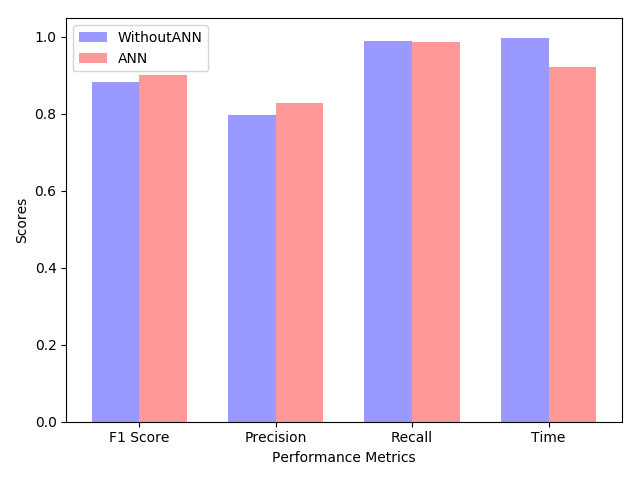 WithoutANN
ANN
1.0
0.8
0.6
0.4
0.2
0.0
Scores
F1 Score
Precision
Recall
Time
Performance Metrics